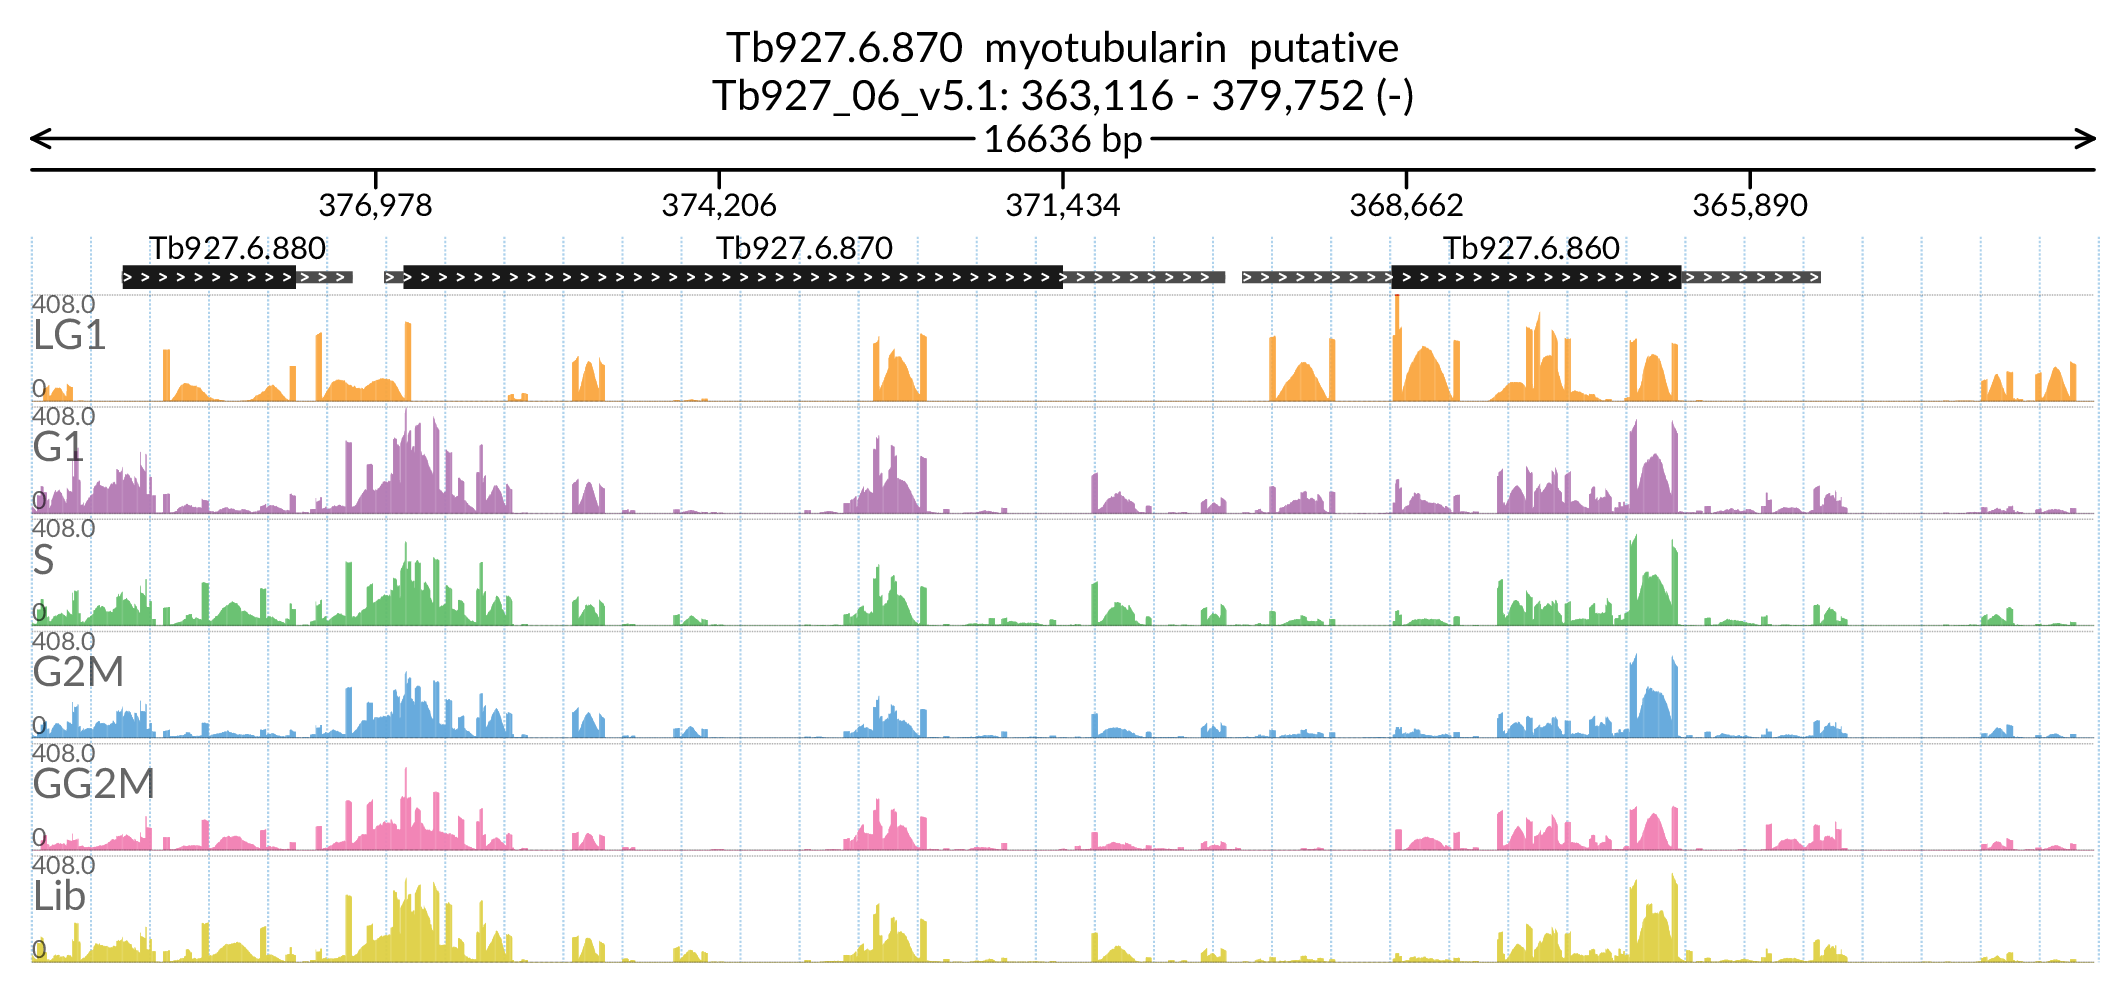 Tb927.6.870 myotubularin putative
Tb927_06_v5.1: 363,116 - 379,752 (-)
16636 bp
376,978 374,206 371,434 368,662 365,890
Tb927.6.880 Tb927.6.870 Tb927.6.860
408.0
LG1
0
408.0
G1
0
408.0
S
0
408.0
G2M
0
408.0
GG2M
0
408.0
Lib
0